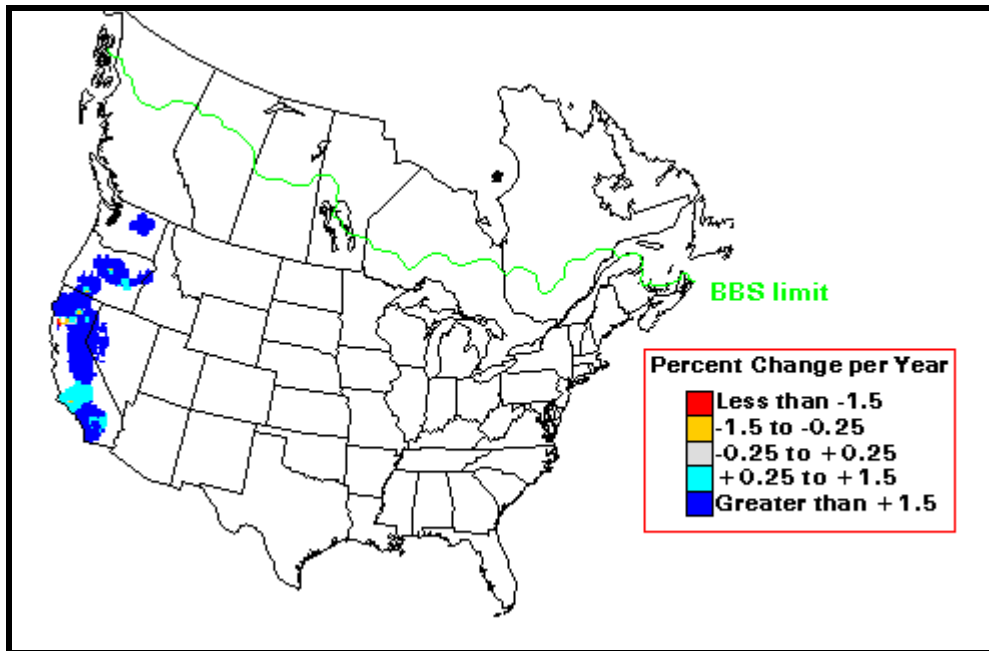 BBS limit
Percent Change per Year
Less than -1.5
-1.5 to -0.25
-0.25 to +0.25
+0.25 to +1.5
Greater than +1.5